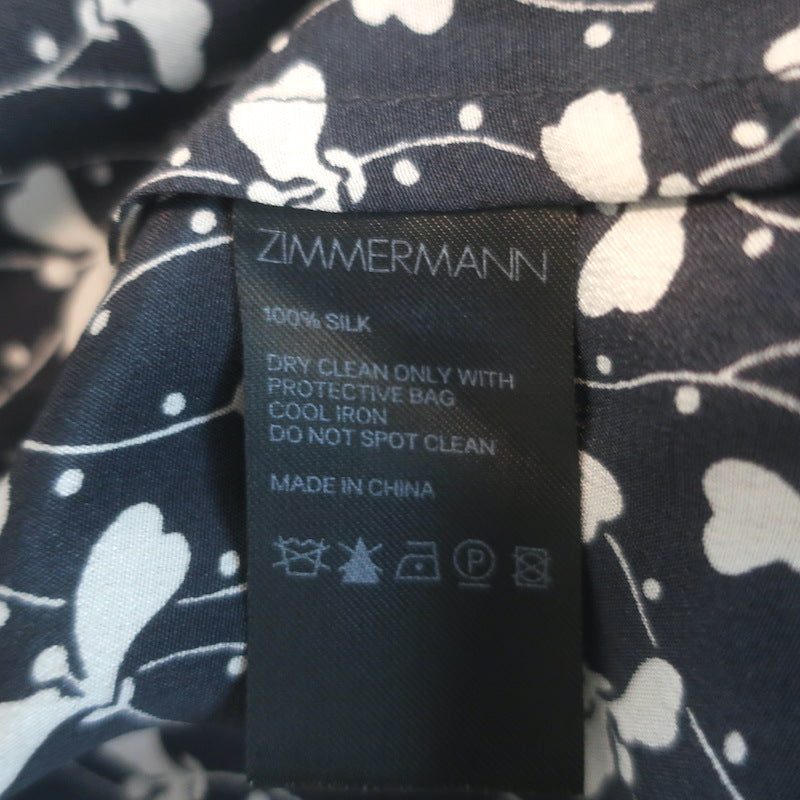 ZIMMERMANN
100% SILK
DRY CLEAN ONLY WITH
PROTECTIVE BAG
COOL IRON
DO NOT SPOT CLEAN
MADE IN CHINA
P